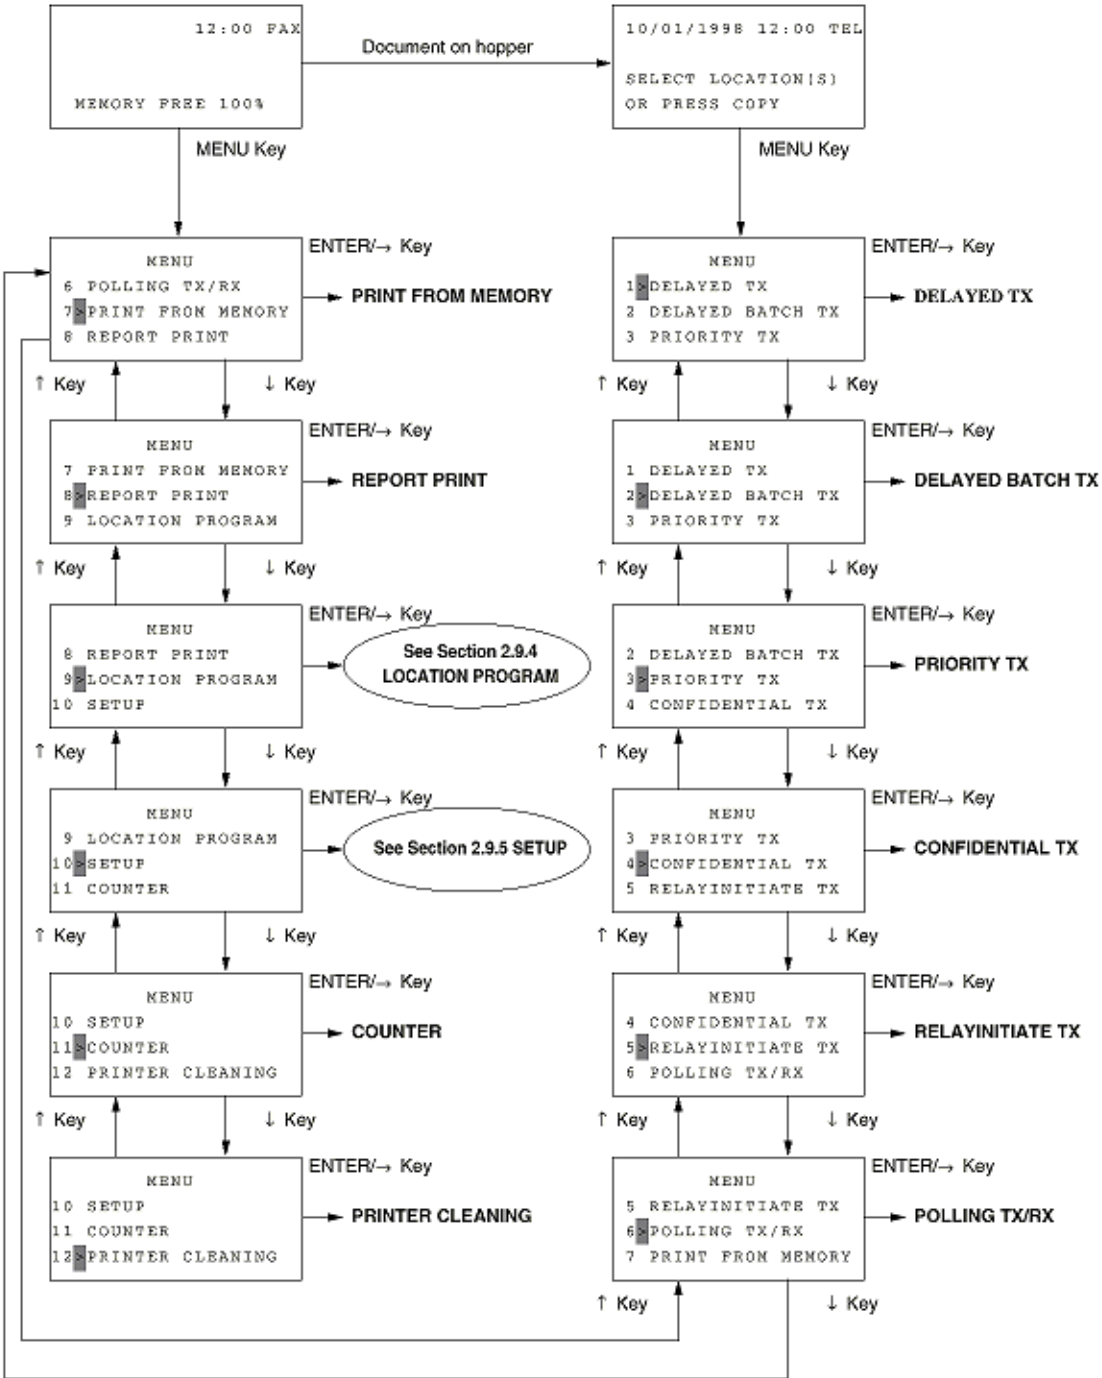 12:00 FAX
MEMORY FREE 100%
Document on hopper
10/01/1998 12:00 TEL
SELECT LOCATION(S)
OR PRESS COPY
MENU Key
MENU Key
MENU
6 POLLING TX/RX
7>PRINT FROM MEMORY
8 REPORT PRINT
ENTER/→ Key
PRINT FROM MEMORY
↑ Key
↓ Key
MENU
1>DELAYED TX
2 DELAYED BATCH TX
3 PRIORITY TX
ENTER/→ Key
DELAYED TX
↑ Key
↓ Key
MENU
7 PRINT FROM MEMORY
8>REPORT PRINT
9 LOCATION PROGRAM
ENTER/→ Key
REPORT PRINT
↑ Key
↓ Key
MENU
1 DELAYED TX
2>DELAYED BATCH TX
3 PRIORITY TX
ENTER/→ Key
DELAYED BATCH TX
↑ Key
↓ Key
MENU
8 REPORT PRINT
9>LOCATION PROGRAM
10 SETUP
ENTER/→ Key
See Section 2.9.4
LOCATION PROGRAM
↑ Key
↓ Key
MENU
2 DELAYED BATCH TX
3>PRIORITY TX
4 CONFIDENTIAL TX
ENTER/→ Key
PRIORITY TX
↑ Key
↓ Key
MENU
9 LOCATION PROGRAM
10>SETUP
11 COUNTER
ENTER/→ Key
See Section 2.9.5 SETUP
↑ Key
↓ Key
MENU
3 PRIORITY TX
4>CONFIDENTIAL TX
5 RELAYINITIATE TX
ENTER/→ Key
CONFIDENTIAL TX
↑ Key
↓ Key
MENU
10 SETUP
11>COUNTER
12 PRINTER CLEANING
ENTER/→ Key
COUNTER
↑ Key
↓ Key
MENU
4 CONFIDENTIAL TX
5>RELAYINITIATE TX
6 POLLING TX/RX
ENTER/→ Key
RELAYINITIATE TX
↑ Key
↓ Key
MENU
10 SETUP
11 COUNTER
12>PRINTER CLEANING
ENTER/→ Key
PRINTER CLEANING
MENU
5 RELAYINITIATE TX
6>POLLING TX/RX
7 PRINT FROM MEMORY
ENTER/→ Key
POLLING TX/RX
↑ Key
↓ Key